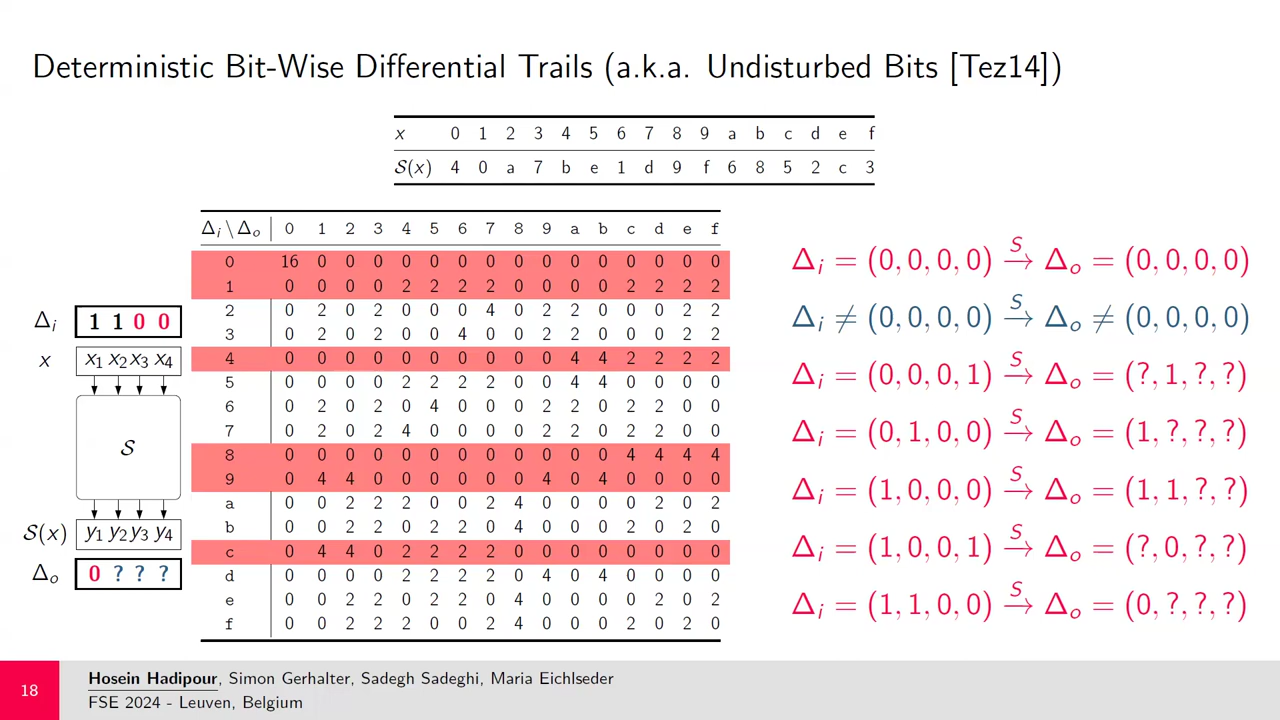 Deterministic Bit-Wise Differential Trails (a.k.a. Undisturbed Bits [Tez14])
x 0 1 2 3 4 5 6 7 8 9 a b c d e f
S(x) 4 0 a 7 b e 1 d 9 f 6 8 5 2 c 3
Δi \ Δo 0 1 2 3 4 5 6 7 8 9 a b c d e f
0 16 0 0 0 0 0 0 0 0 0 0 0 0 0 0 0
1 0 0 0 0 2 2 2 2 0 0 0 0 2 2 2 2
2 0 2 0 2 0 0 0 4 0 2 2 0 0 0 2 2
3 0 2 0 2 0 0 4 0 0 2 2 0 0 0 2 2
4 0 0 0 0 0 0 0 0 0 0 4 4 2 2 2 2
5 0 0 0 0 2 2 2 2 0 0 4 4 0 0 0 0
6 0 2 0 2 0 4 0 0 0 2 2 0 2 2 0 0
7 0 2 0 2 4 0 0 0 0 2 2 0 2 2 0 0
8 0 0 0 0 0 0 0 0 0 0 0 0 4 4 4 4
9 0 4 4 0 0 0 0 0 0 4 0 4 0 0 0 0
a 0 0 2 2 2 0 0 2 4 0 0 0 0 2 0 2
b 0 0 2 2 0 2 2 0 4 0 0 0 2 0 2 0
c 0 4 4 0 2 2 2 2 0 0 0 0 0 0 0 0
d 0 0 0 0 2 2 2 2 0 4 0 4 0 0 0 0
e 0 0 2 2 0 2 2 0 4 0 0 0 0 2 0 2
f 0 0 2 2 2 0 0 2 4 0 0 0 2 0 2 0
Δi 1 1 0 0
x x1 x2 x3 x4
S
S(x) y1 y2 y3 y4
Δo 0 ? ? ?
Δi = (0, 0, 0, 0) S→ Δo = (0, 0, 0, 0)
Δi ≠ (0, 0, 0, 0) S→ Δo ≠ (0, 0, 0, 0)
Δi = (0, 0, 0, 1) S→ Δo = (?, 1, ?, ?)
Δi = (0, 1, 0, 0) S→ Δo = (1, ?, ?, ?)
Δi = (1, 0, 0, 0) S→ Δo = (1, 1, ?, ?)
Δi = (1, 0, 0, 1) S→ Δo = (?, 0, ?, ?)
Δi = (1, 1, 0, 0) S→ Δo = (0, ?, ?, ?)
18
Hosein Hadipour, Simon Gerhalter, Sadegh Sadeghi, Maria Eichlseder
FSE 2024 - Leuven, Belgium